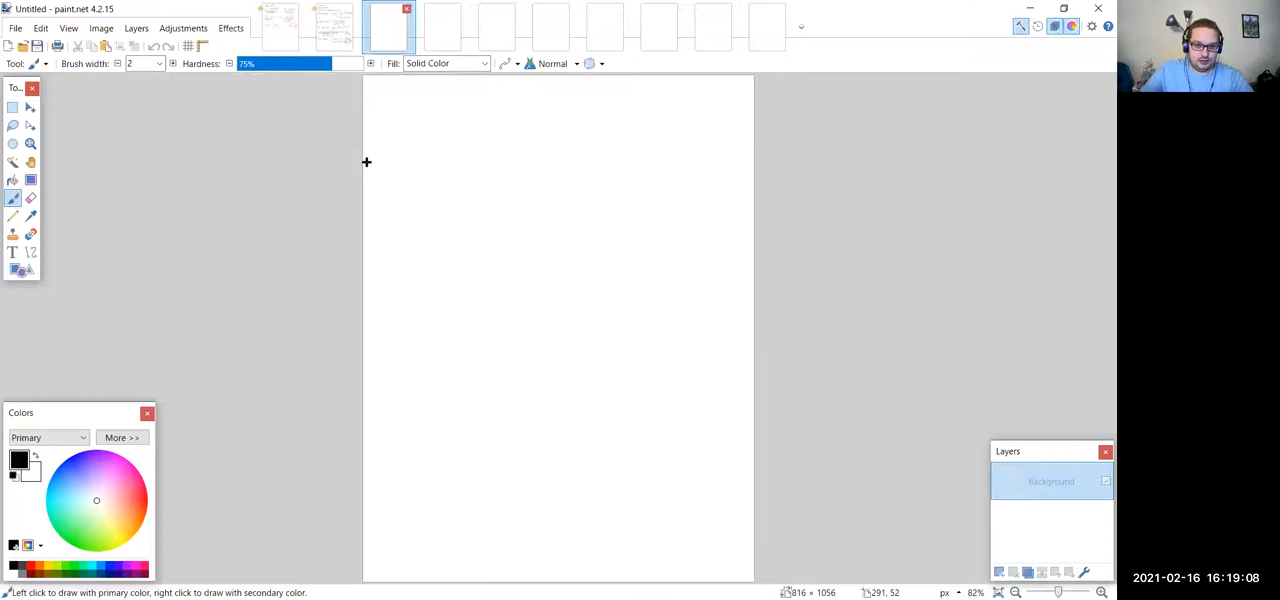 Untitled - paint.net 4.2.15
File Edit View Image Layers Adjustments Effects
Tool: Brush width: 2 Hardness: 75% Fill: Solid Color Normal
To...
T
Colors
Primary More >>
Layers
Background
Left click to draw with primary color, right click to draw with secondary color.
816 × 1056 291, 52 px 82%
2021-02-16 16:19:08